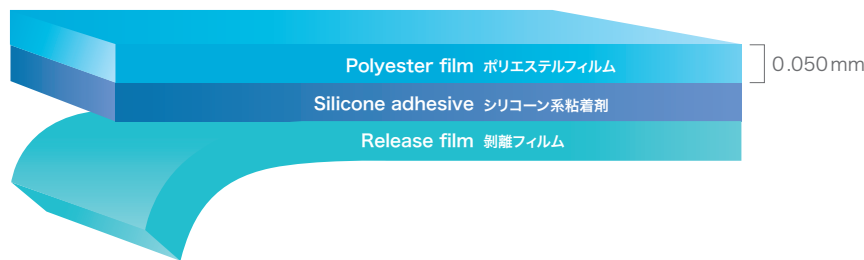 Polyester film ポリエステルフィルム
0.050mm
Silicone adhesive シリコーン系粘着剤
Release film 剝離フィルム